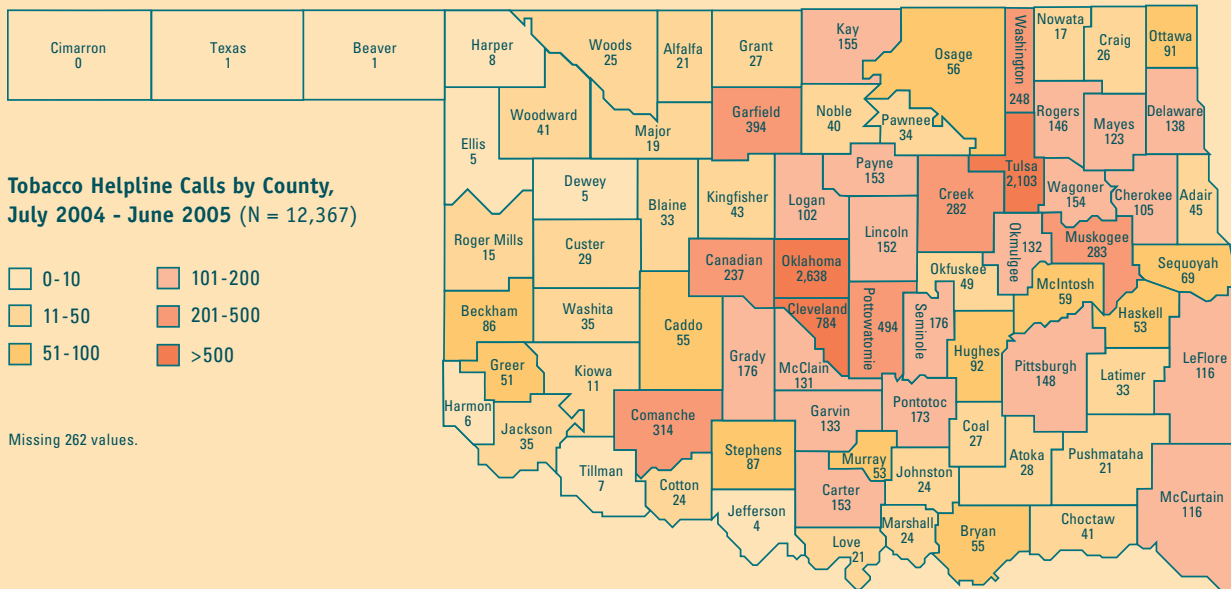 Cimarron
0
Texas
1
Beaver
1
Harper
8
Woods
25
Alfalfa
21
Grant
27
Kay
155
Osage
56
Washington
248
Nowata
17
Craig
26
Ottawa
91
Ellis
5
Woodward
41
Major
19
Garfield
394
Noble
40
Pawnee
34
Rogers
146
Mayes
123
Delaware
138
Tobacco Helpline Calls by County,
July 2004 - June 2005 (N = 12,367)
0-10
101-200
11-50
201-500
51-100
>500
Missing 262 values.
Dewey
5
Blaine
33
Kingfisher
43
Logan
102
Payne
153
Creek
282
Tulsa
2,103
Wagoner
154
Cherokee
105
Adair
45
Roger Mills
15
Custer
29
Canadian
237
Oklahoma
2,638
Lincoln
152
Okfuskee
49
Okmulgee
132
Muskogee
283
Sequoyah
69
Beckham
86
Washita
35
Caddo
55
Grady
176
Cleveland
784
McClain
131
Pottowatomie
494
Seminole
176
Hughes
92
McIntosh
59
Haskell
53
Pittsburgh
148
Latimer
33
LeFlore
116
Greer
51
Kiowa
11
Harmon
6
Jackson
35
Tillman
7
Comanche
314
Cotton
24
Stephens
87
Jefferson
4
Garvin
133
Murray
53
Carter
153
Love
21
Pontotoc
173
Johnston
24
Marshall
24
Coal
27
Atoka
28
Bryan
55
Pushmataha
21
Choctaw
41
McCurtain
116